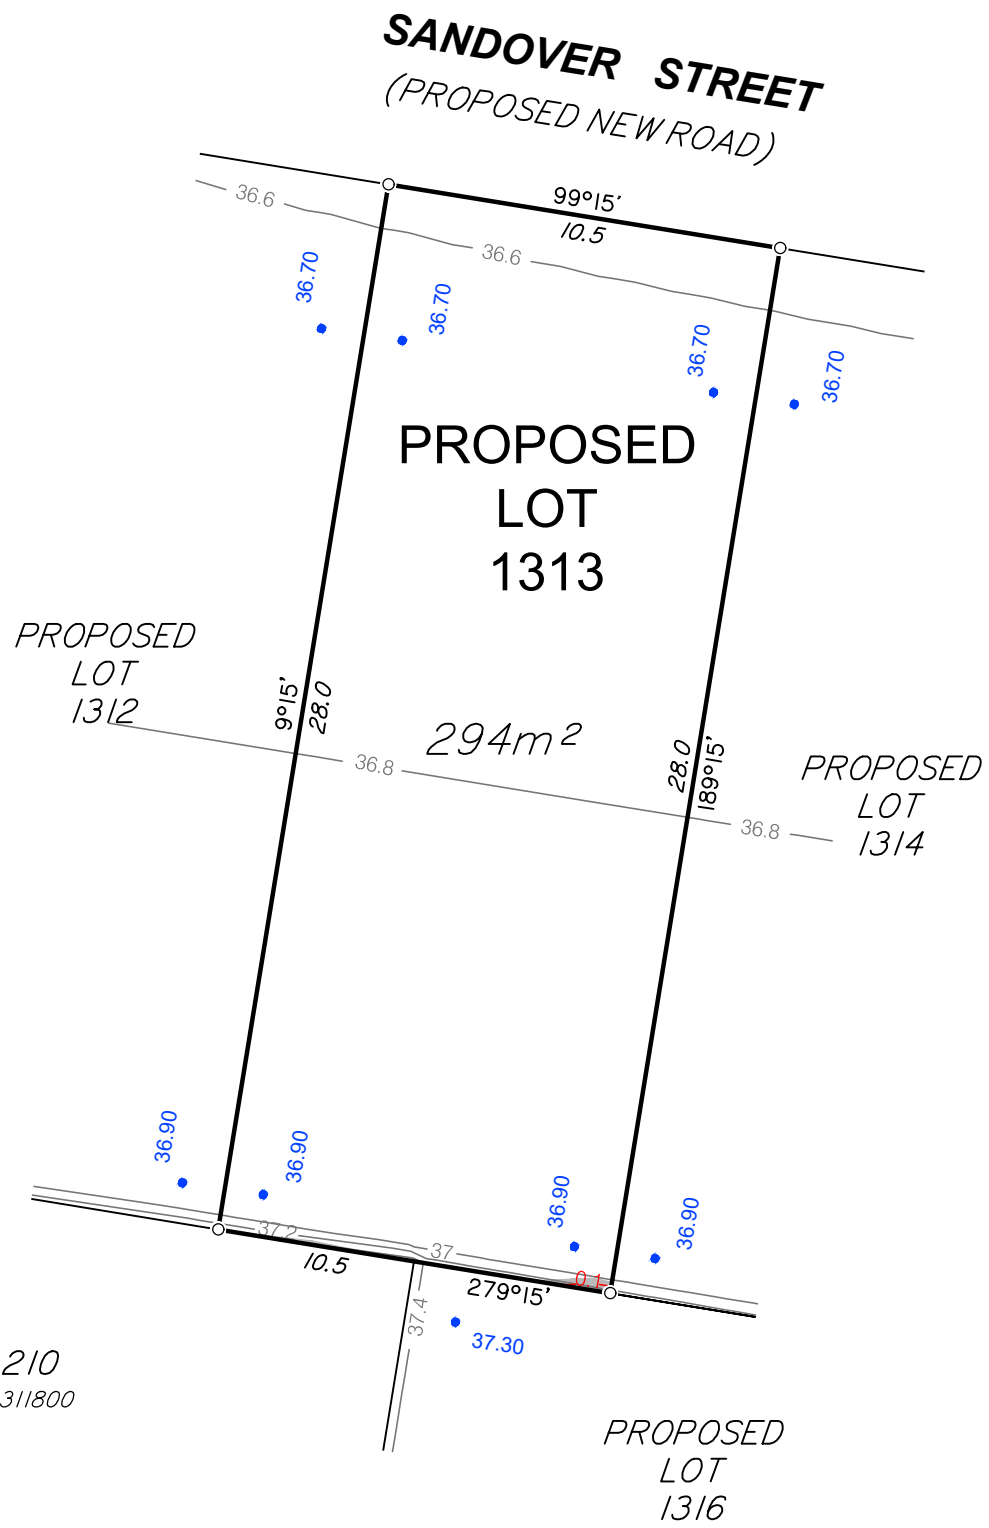 SANDOVER STREET
(PROPOSED NEW ROAD)
99°15'
10.5
36.6
36.6
36.70
36.70
36.70
36.70
PROPOSED
LOT
1313
PROPOSED
LOT
1312
9°15'
28.0
294m²
28.0
189°15'
36.8
36.8
PROPOSED
LOT
1314
36.90
36.90
36.90
36.90
37.2
37
0.1
10.5
279°15'
37.4
37.30
210
311800
PROPOSED
LOT
1316